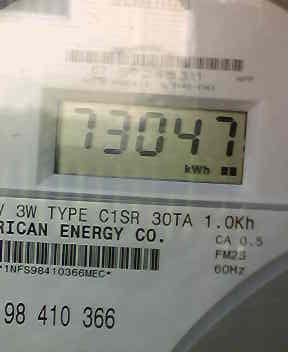 73047
kWh
V 3W TYPE C1SR 30TA 1.0Kh
RICAN ENERGY CO.
CA 0.5
FM2S
60Hz
*1NFS98410366MEC*
98 410 366